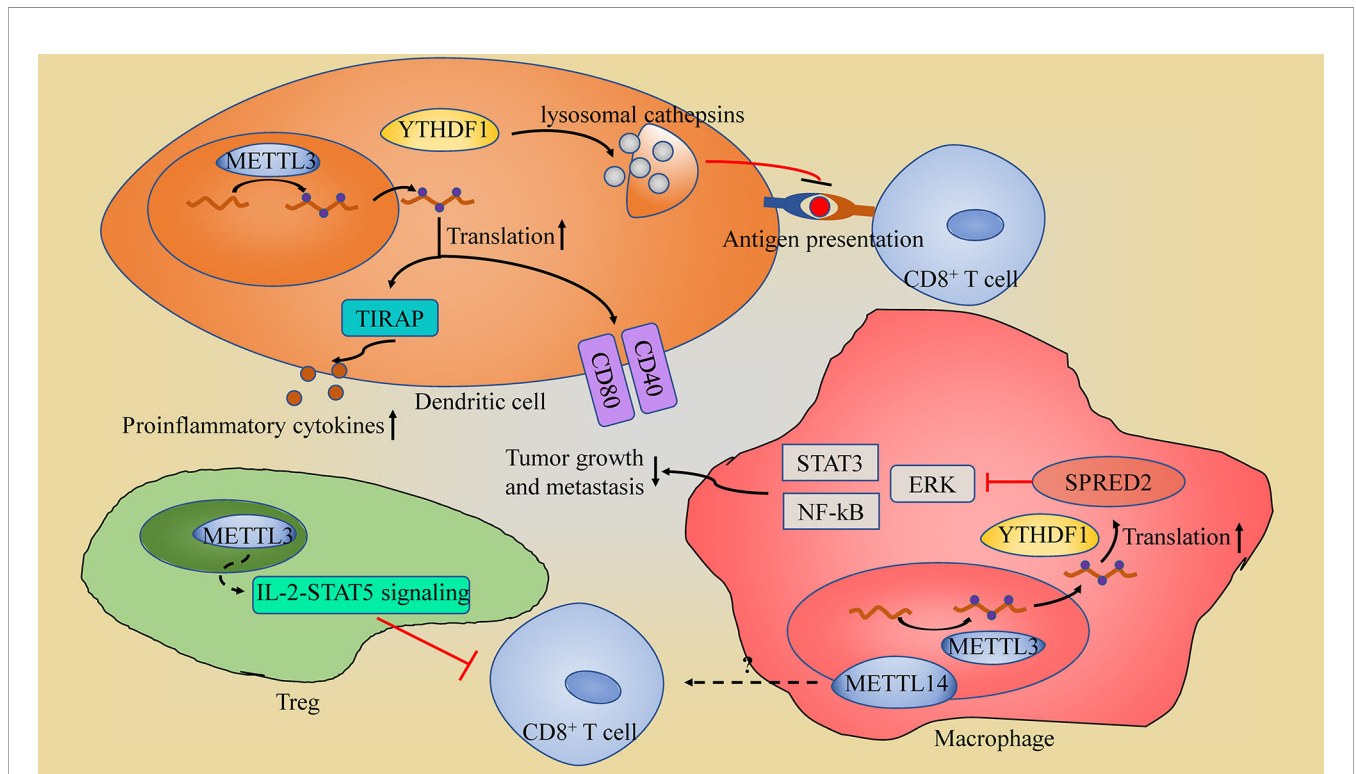 lysosomal cathepsins
YTHDF1
METTL3
Translation
Antigen presentation
CD8⁺ T cell
TIRAP
CD80
CD40
Dendritic cell
Proinflammatory cytokines
Tumor growth
and metastasis
STAT3
NF-kB
ERK
SPRED2
YTHDF1
Translation
METTL3
METTL14
Macrophage
?
METTL3
IL-2-STAT5 signaling
Treg
CD8⁺ T cell